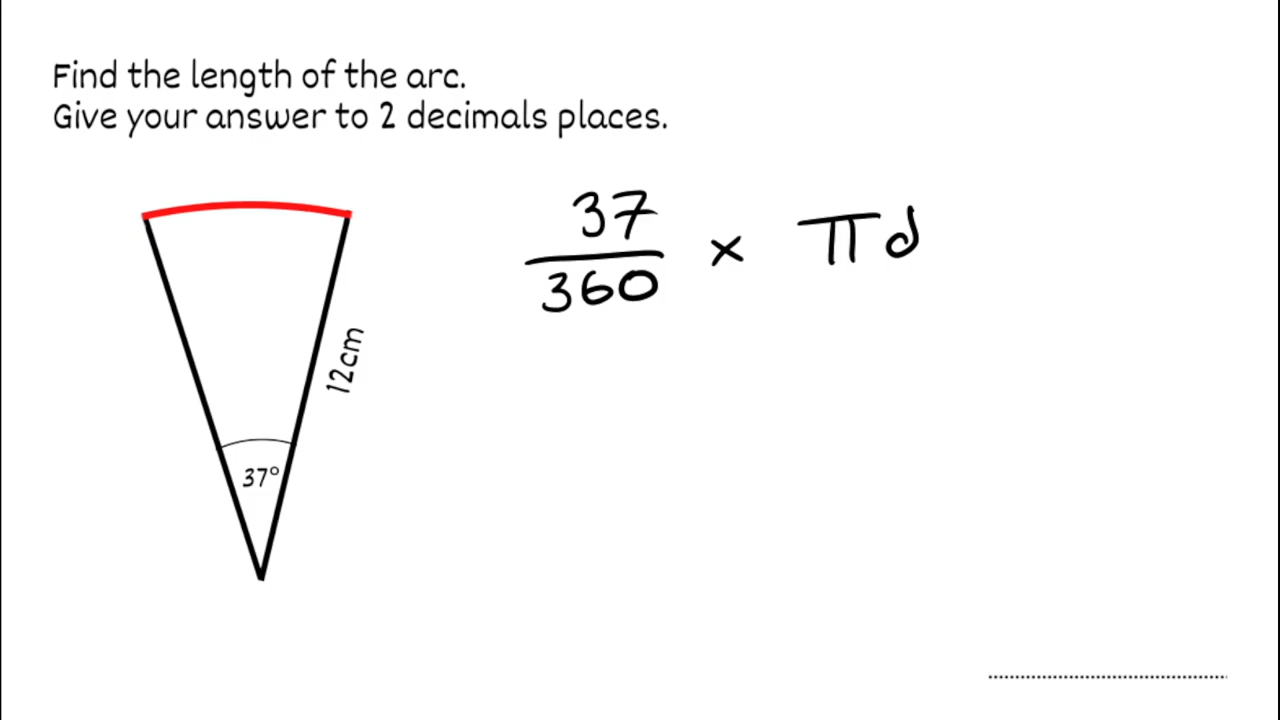 Find the length of the arc.
Give your answer to 2 decimals places.
37
360
× πd
12cm
37°